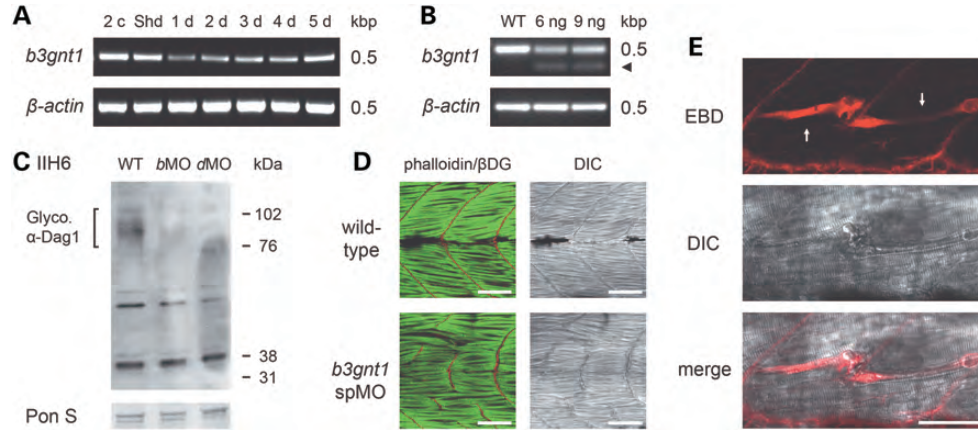 A
2 c Shd 1 d 2 d 3 d 4 d 5 d kbp
b3gnt1 0.5
β-actin 0.5
B
WT 6 ng 9 ng kbp
b3gnt1 0.5
β-actin 0.5
C IIH6 WT bMO dMO kDa
Glyco.
α-Dag1
102
76
38
31
Pon S
D
phalloidin/βDG DIC
wild-
type
b3gnt1
spMO
E
EBD
DIC
merge